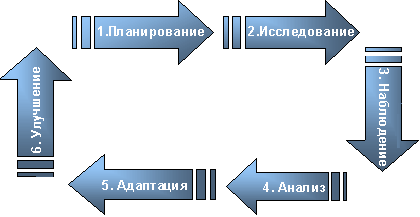 1.Планирование
2.Исследование
3. Наблюдение
4. Анализ
5. Адаптация
6. Улучшение